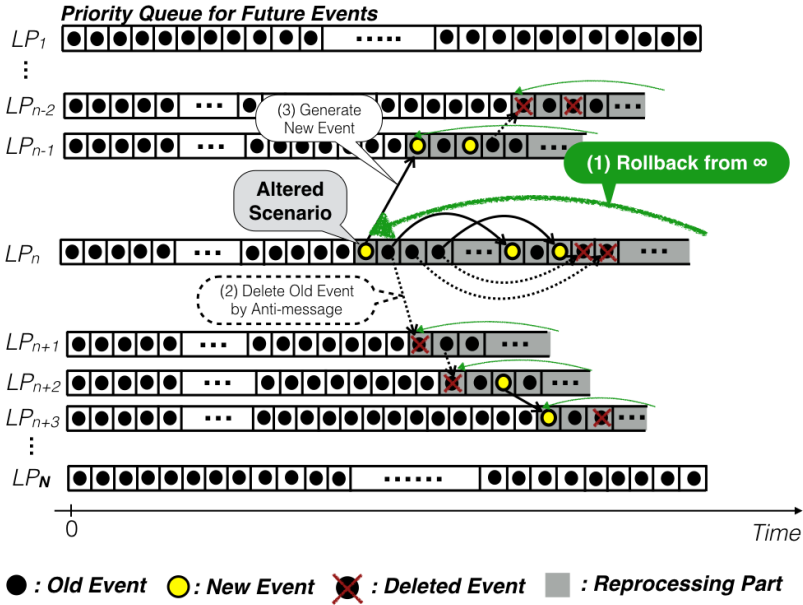 Priority Queue for Future Events
LP1
LPn-2
(3) Generate
New Event
LPn-1
(1) Rollback from ∞
Altered
Scenario
LPn
(2) Delete Old Event
by Anti-message
LPn+1
LPn+2
LPn+3
LPN
0
Time
: Old Event : New Event : Deleted Event : Reprocessing Part